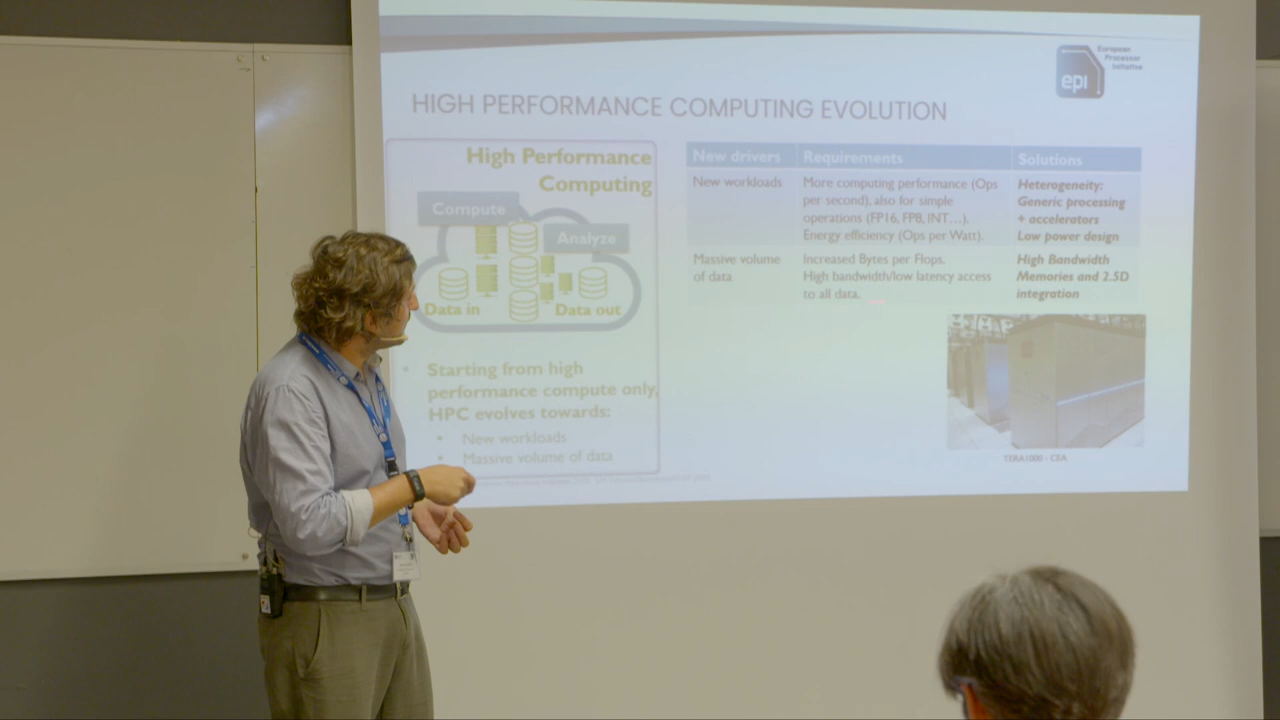 European
Processor
Initiative
epi
HIGH PERFORMANCE COMPUTING EVOLUTION
High Performance
Computing
Compute
Analyze
Data in
Data out
• Starting from high
performance compute only,
HPC evolves towards:
• New workloads
• Massive volume of data
New drivers
Requirements
Solutions
New workloads
More computing performance (Ops
per second), also for simple
operations (FP16, FP8, INT…).
Energy efficiency (Ops per Watt).
Heterogeneity:
Generic processing
+ accelerators
Low power design
Massive volume
of data
Increased Bytes per Flops.
High bandwidth/low latency access
to all data.
High Bandwidth
Memories and 2.5D
integration
TERA1000 - CEA